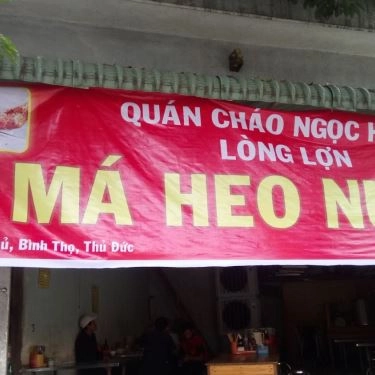 QUÁN CHÁO NGỌC
LÒNG LỢN
MÁ HEO
Bình Thọ, Thủ Đức